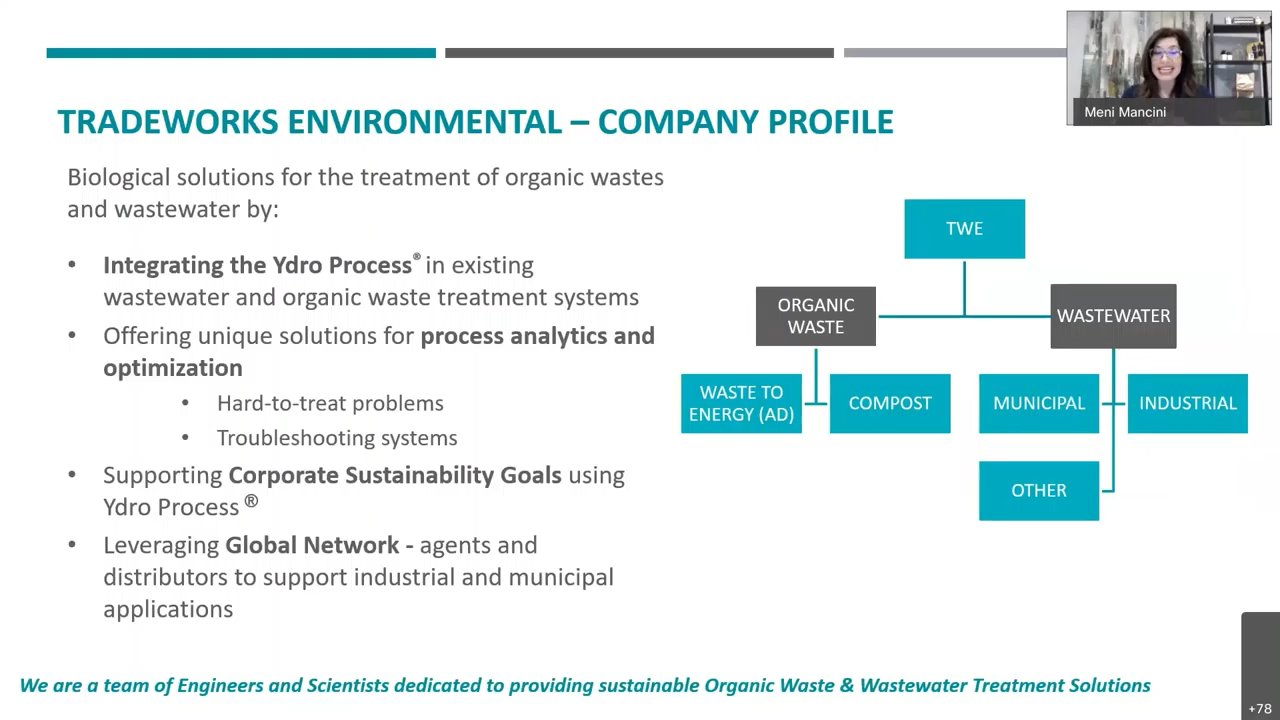 Meni Mancini
TRADEWORKS ENVIRONMENTAL – COMPANY PROFILE
Biological solutions for the treatment of organic wastes
and wastewater by:
• Integrating the Ydro Process® in existing
wastewater and organic waste treatment systems
• Offering unique solutions for process analytics and
optimization
• Hard-to-treat problems
• Troubleshooting systems
• Supporting Corporate Sustainability Goals using
Ydro Process ®
• Leveraging Global Network - agents and
distributors to support industrial and municipal
applications
TWE
ORGANIC
WASTE
WASTEWATER
WASTE TO
ENERGY (AD)
COMPOST
MUNICIPAL
INDUSTRIAL
OTHER
We are a team of Engineers and Scientists dedicated to providing sustainable Organic Waste & Wastewater Treatment Solutions
+78